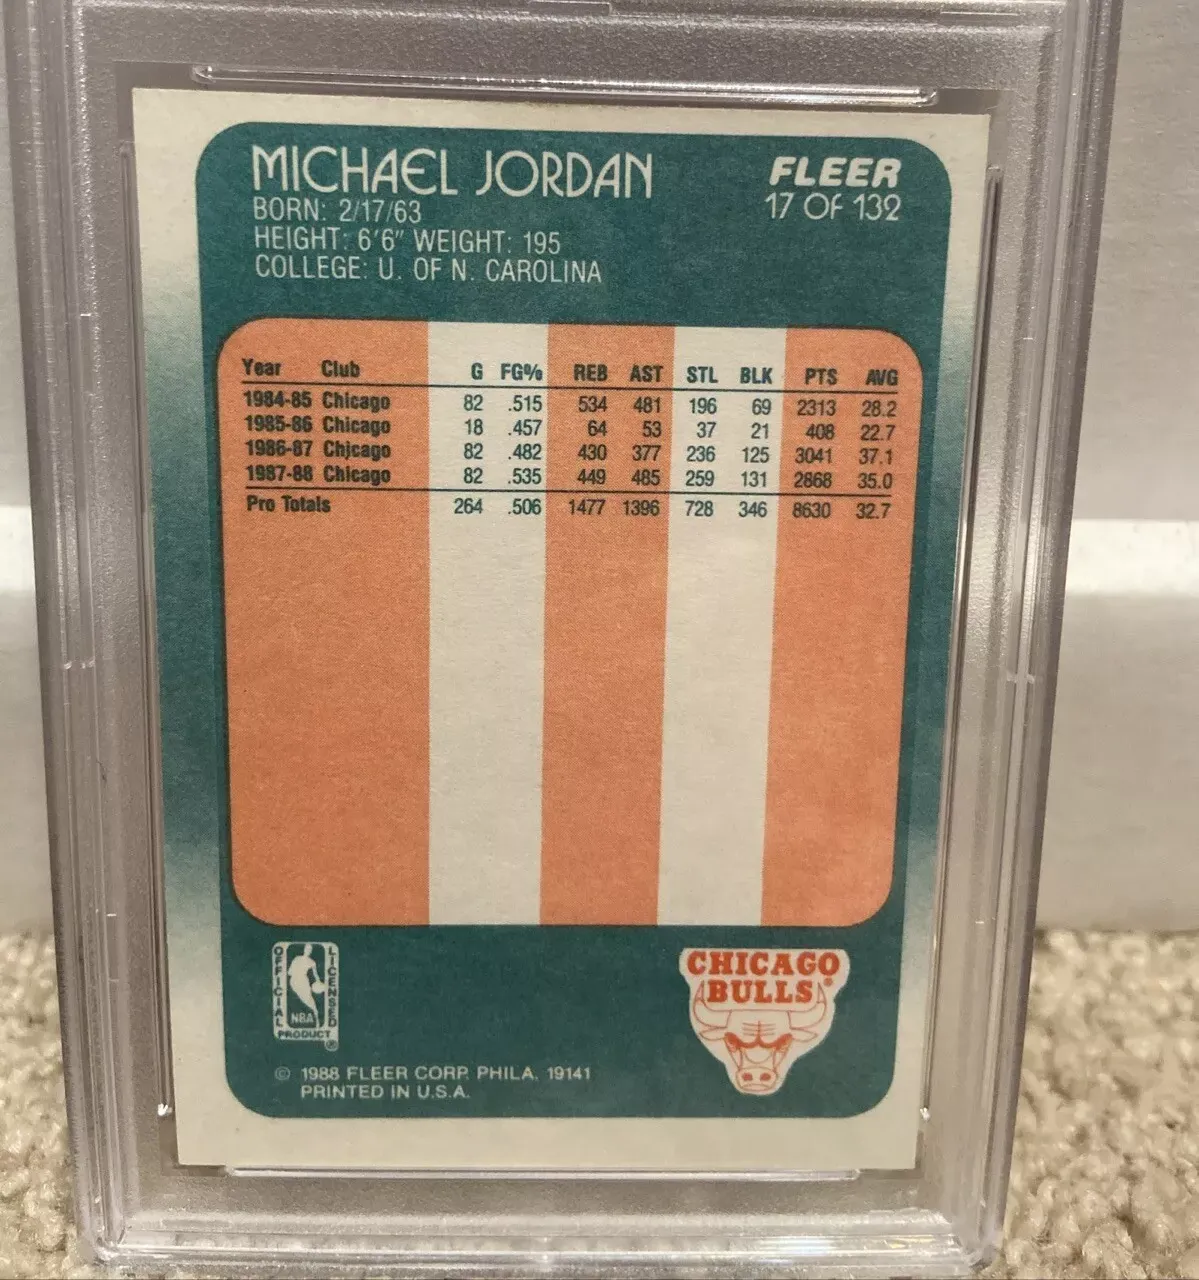 MICHAEL JORDAN
BORN: 2/17/63
HEIGHT: 6'6" WEIGHT: 195
COLLEGE: U. OF N. CAROLINA
FLEER
17 OF 132
Year Club G FG% REB AST STL BLK PTS AVG
1984-85 Chicago 82 .515 534 481 196 69 2313 28.2
1985-86 Chicago 18 .457 64 53 37 21 408 22.7
1986-87 Chicago 82 .482 430 377 236 125 3041 37.1
1987-88 Chicago 82 .535 449 485 259 131 2868 35.0
Pro Totals 264 .506 1477 1396 728 346 8630 32.7
OFFICIAL
LICENSED
NBA
PRODUCT
®
CHICAGO
BULLS®
© 1988 FLEER CORP. PHILA. 19141
PRINTED IN U.S.A.